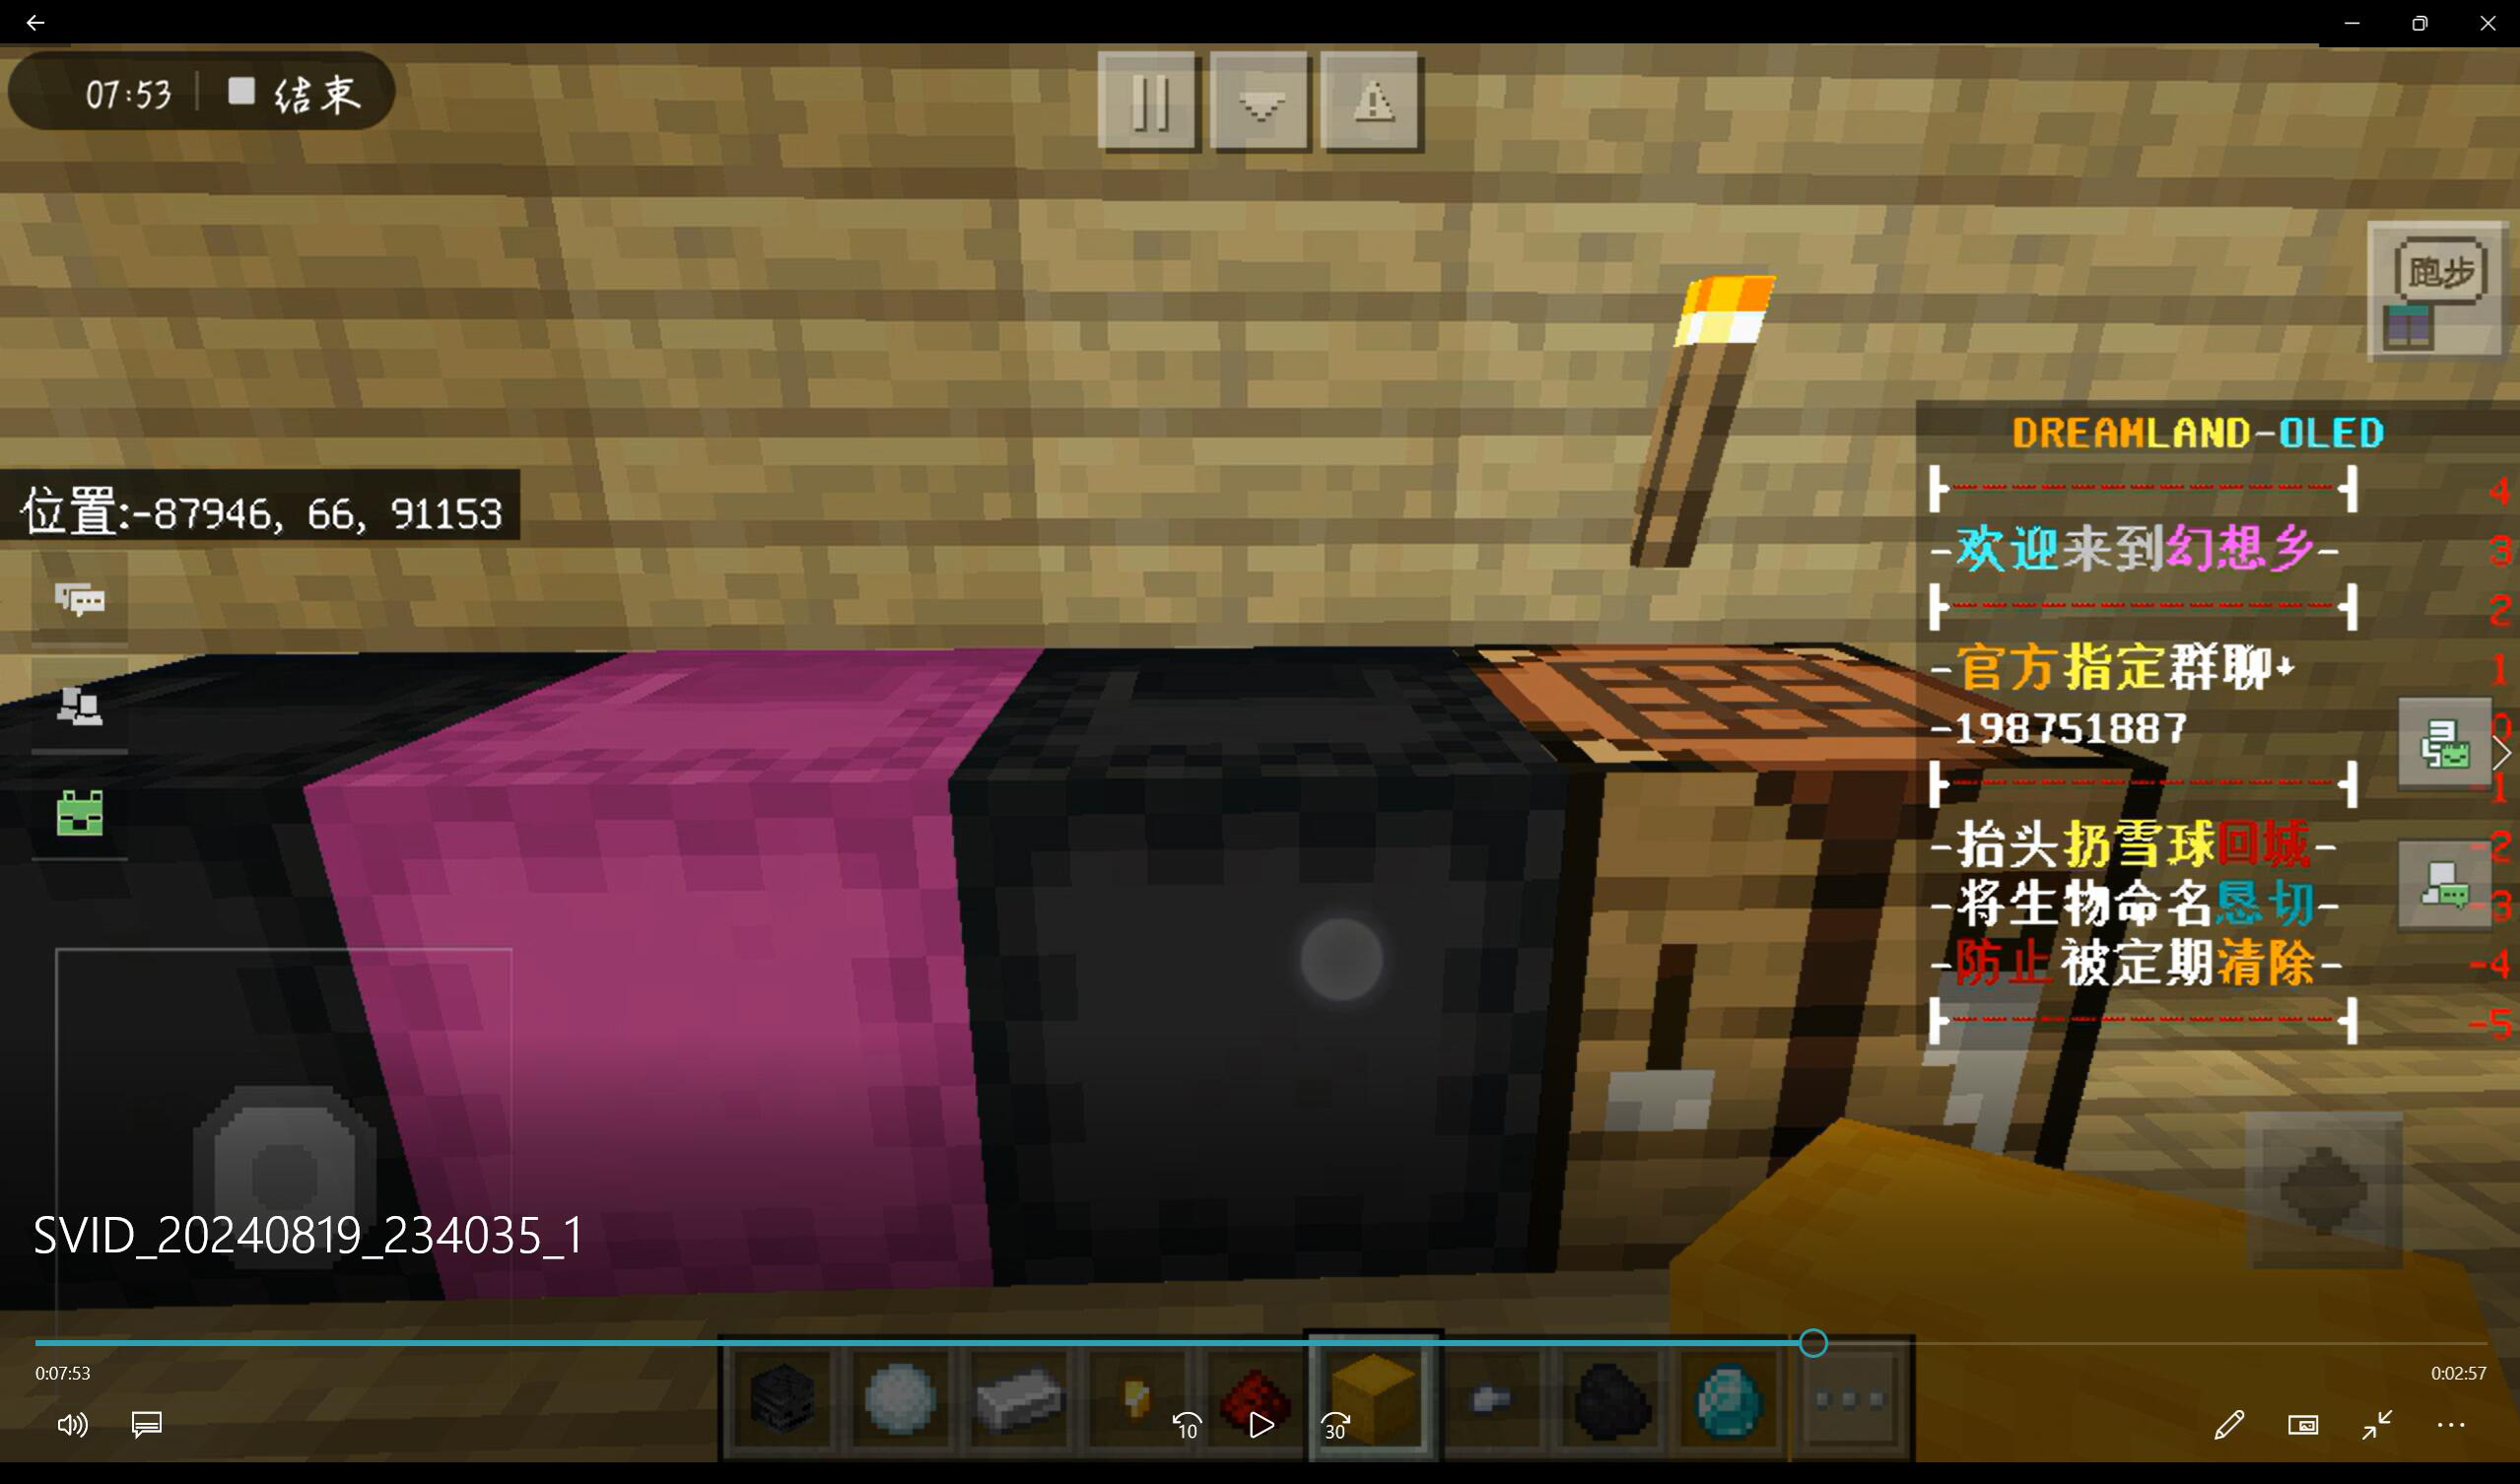 07:53 结束
跑步
DREAMLAND-OLED
4
-欢迎来到幻想乡-
3
2
-官方指定群聊↓
1
-198751887
0
-1
-抬头扔雪球回城-
-2
-将生物命名恳切-
-3
-防止被定期清除-
-4
-5
位置:-87946, 66, 91153
SVID_20240819_234035_1
0:07:53
0:02:57
10
30